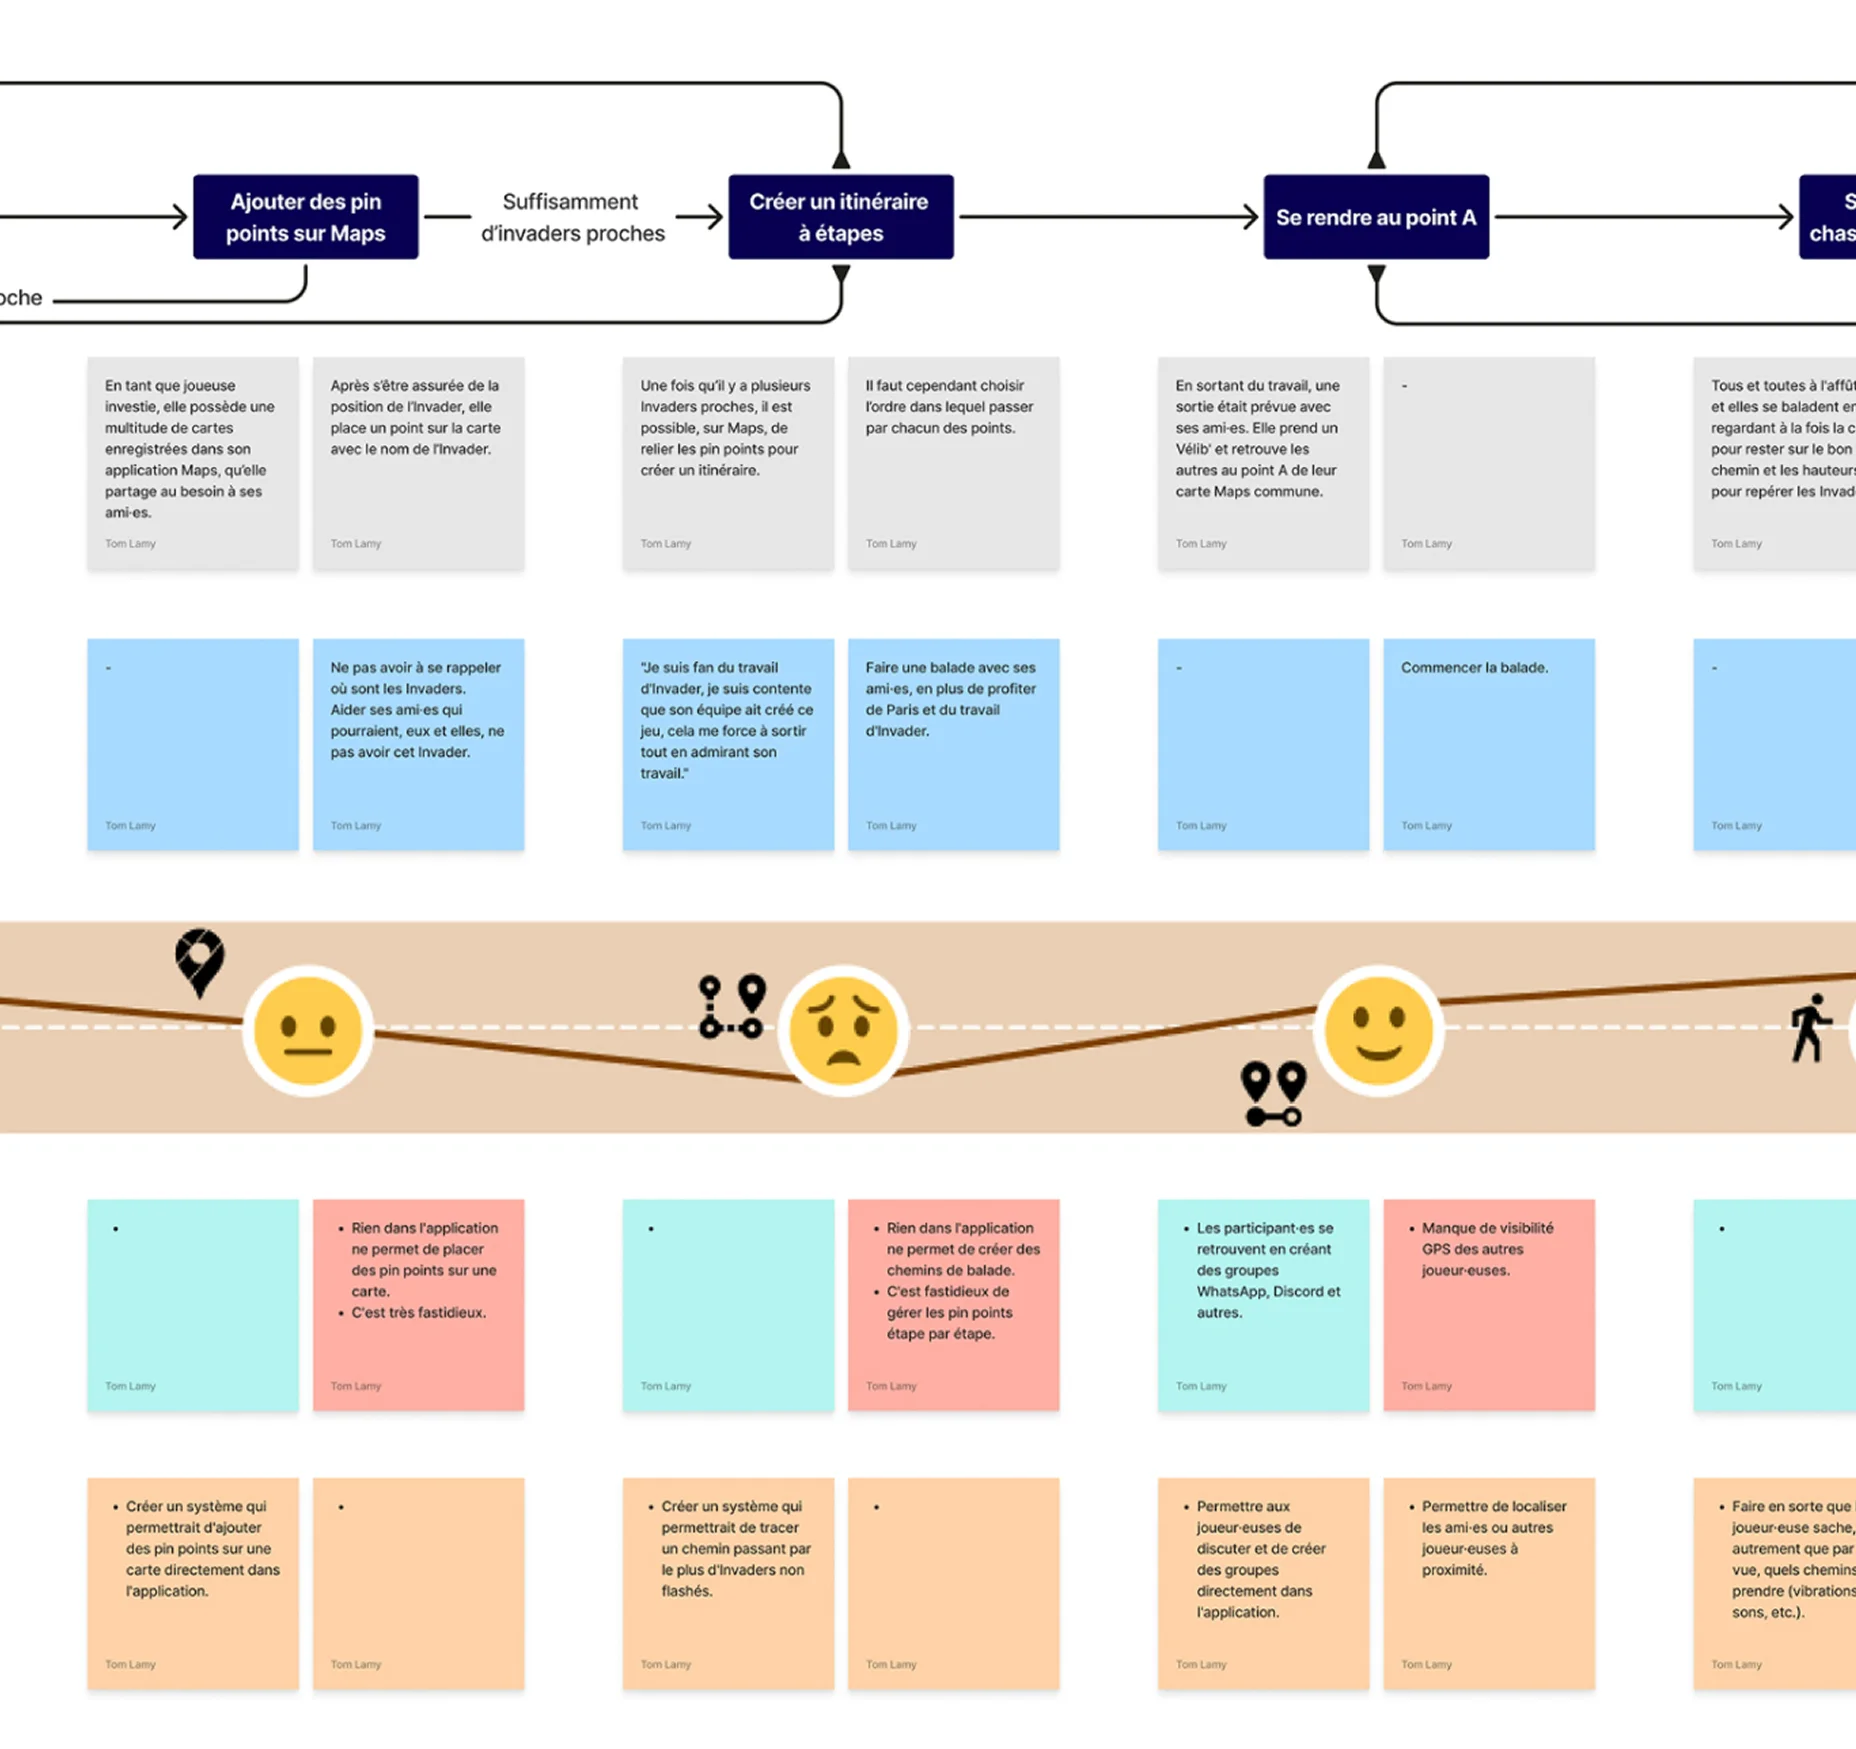 Ajouter des pin
points sur Maps
Suffisamment
d'invaders proches
Créer un itinéraire
à étapes
Se rendre au point A
S
chas
oche
En tant que joueuse
investie, elle possède une
multitude de cartes
enregistrées dans son
application Maps, qu'elle
partage au besoin à ses
ami·es.
Tom Lamy
Après s'être assurée de la
position de l'Invader, elle
place un point sur la carte
avec le nom de l'Invader.
Tom Lamy
Une fois qu'il y a plusieurs
Invaders proches, il est
possible, sur Maps, de
relier les pin points pour
créer un itinéraire.
Tom Lamy
Il faut cependant choisir
l'ordre dans lequel passer
par chacun des points.
Tom Lamy
En sortant du travail, une
sortie était prévue avec
ses ami·es. Elle prend un
Vélib' et retrouve les
autres au point A de leur
carte Maps commune.
Tom Lamy
-
Tom Lamy
Tous et toutes à l'affût
et elles se baladent en
regardant à la fois la c
pour rester sur le bon
chemin et les hauteurs
pour repérer les Invad
Tom Lamy
-
Tom Lamy
Ne pas avoir à se rappeler
où sont les Invaders.
Aider ses ami·es qui
pourraient, eux et elles, ne
pas avoir cet Invader.
Tom Lamy
"Je suis fan du travail
d'Invader, je suis contente
que son équipe ait créé ce
jeu, cela me force à sortir
tout en admirant son
travail."
Tom Lamy
Faire une balade avec ses
ami·es, en plus de profiter
de Paris et du travail
d'Invader.
Tom Lamy
-
Tom Lamy
Commencer la balade.
Tom Lamy
-
Tom Lamy
•
Tom Lamy
• Rien dans l'application
ne permet de placer
des pin points sur une
carte.
• C'est très fastidieux.
Tom Lamy
•
Tom Lamy
• Rien dans l'application
ne permet de créer des
chemins de balade.
• C'est fastidieux de
gérer les pin points
étape par étape.
Tom Lamy
• Les participant·es se
retrouvent en créant
des groupes
WhatsApp, Discord et
autres.
Tom Lamy
• Manque de visibilité
GPS des autres
joueur·euses.
Tom Lamy
•
Tom Lamy
• Créer un système qui
permettrait d'ajouter
des pin points sur une
carte directement dans
l'application.
Tom Lamy
•
Tom Lamy
• Créer un système qui
permettrait de tracer
un chemin passant par
le plus d'Invaders non
flashés.
Tom Lamy
•
Tom Lamy
• Permettre aux
joueur·euses de
discuter et de créer
des groupes
directement dans
l'application.
Tom Lamy
• Permettre de localiser
les ami·es ou autres
joueur·euses à
proximité.
Tom Lamy
• Faire en sorte que
joueur·euse sache,
autrement que par
vue, quels chemins
prendre (vibrations
sons, etc.).
Tom Lamy